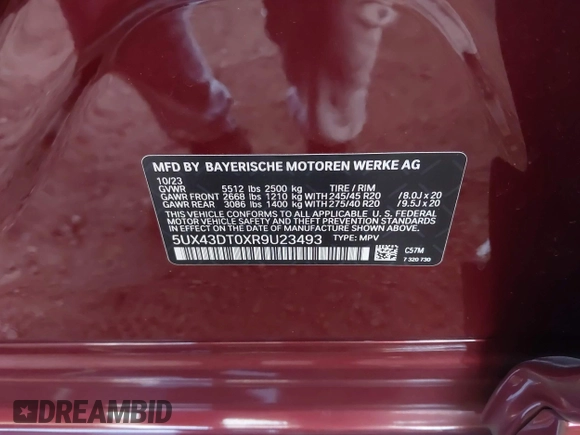 MFD BY BAYERISCHE MOTOREN WERKE AG
10/23
GVWR 5512 lbs 2500 kg TIRE / RIM
GAWR FRONT 2668 lbs 1210 kg WITH 245/45 R20 / 8.0J x 20
GAWR REAR 3086 lbs 1400 kg WITH 275/40 R20 / 9.5J x 20
THIS VEHICLE CONFORMS TO ALL APPLICABLE U. S. FEDERAL
MOTOR VEHICLE SAFETY, BUMPER, AND THEFT
PREVENTION STANDARDS IN EFFECT ON THE DATE OF
MANUFACTURE SHOWN ABOVE.
5UX43DT0XR9U23493 TYPE: MPV
C57M
7 320 730
DREAMBID